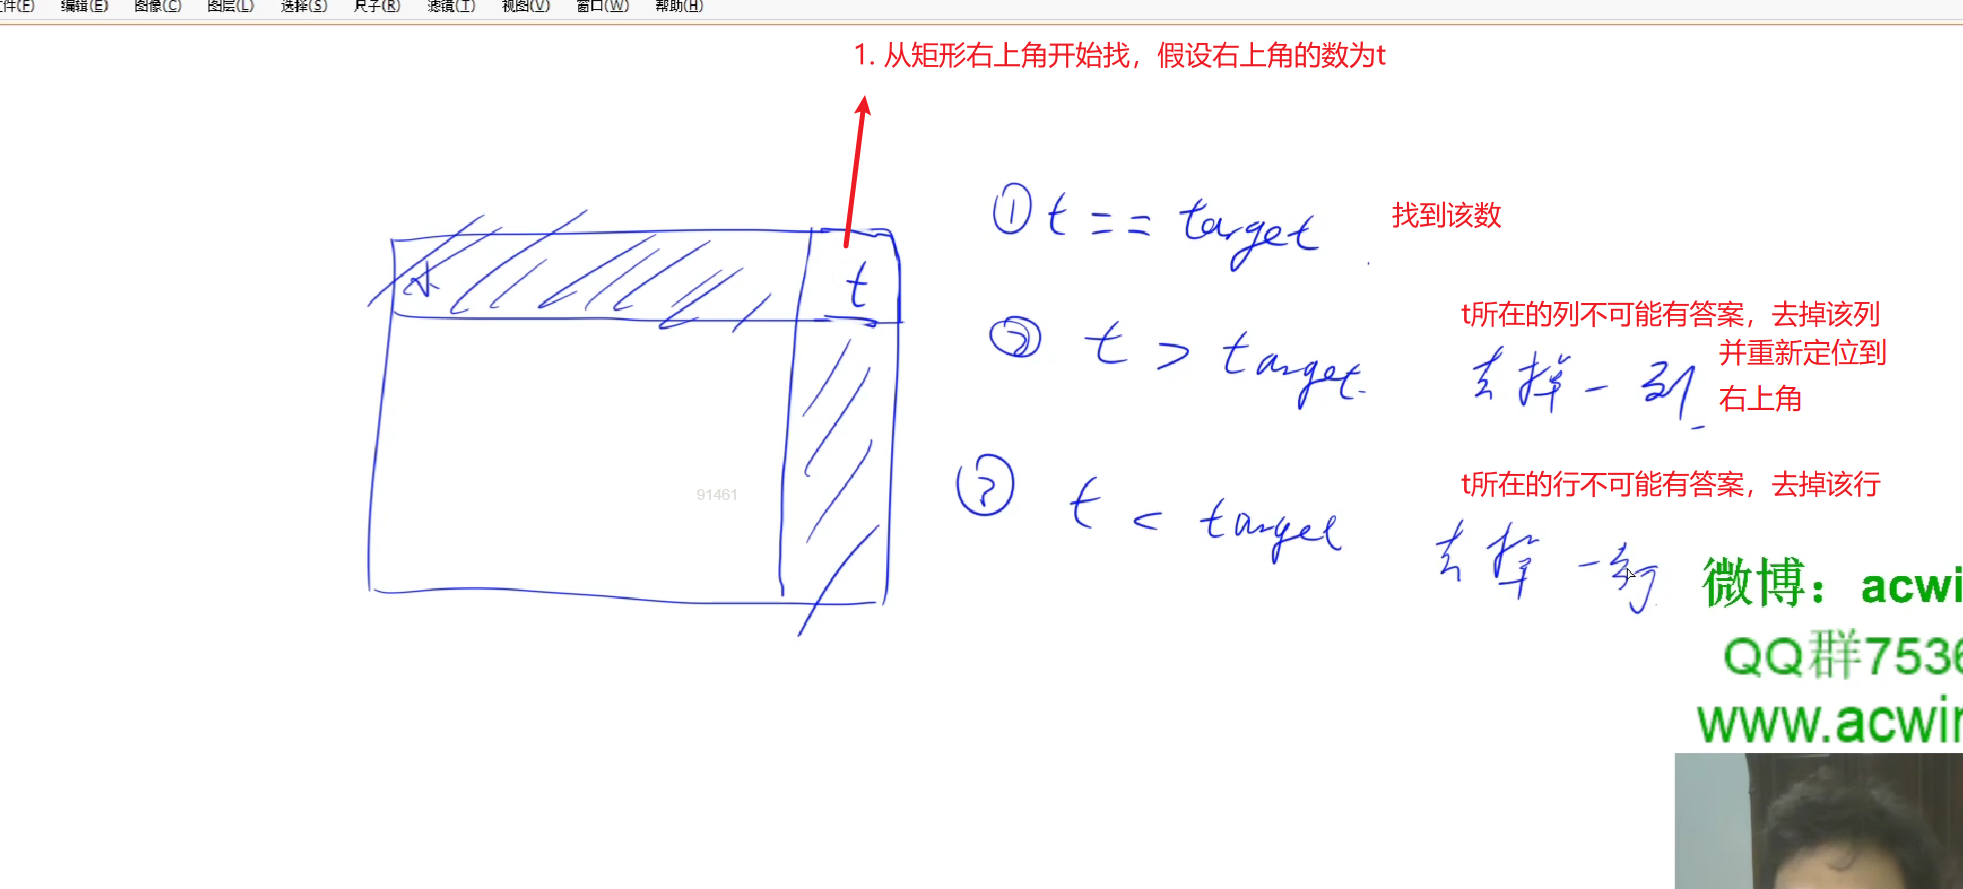 件(F) 编辑(E) 图像(C) 图层(L) 选择(S) 尺子(R) 滤镜(T) 视图(V) 窗口(W) 帮助(H)
1. 从矩形右上角开始找，假设右上角的数为t
① t == target 找到该数
t
t所在的列不可能有答案，去掉该列
② t > target 去掉一列 并重新定位到
右上角
91461
t所在的行不可能有答案，去掉该行
③ t < target 去掉一行
微博：acwi
QQ群7536
www.acwi